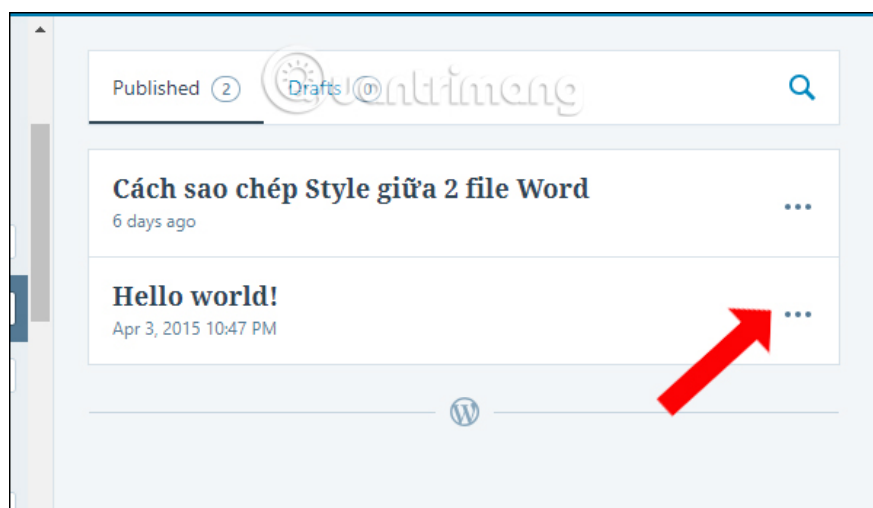 Published 2 Drafts 0
uantrimang
Cách sao chép Style giữa 2 file Word
6 days ago
Hello world!
Apr 3, 2015 10:47 PM